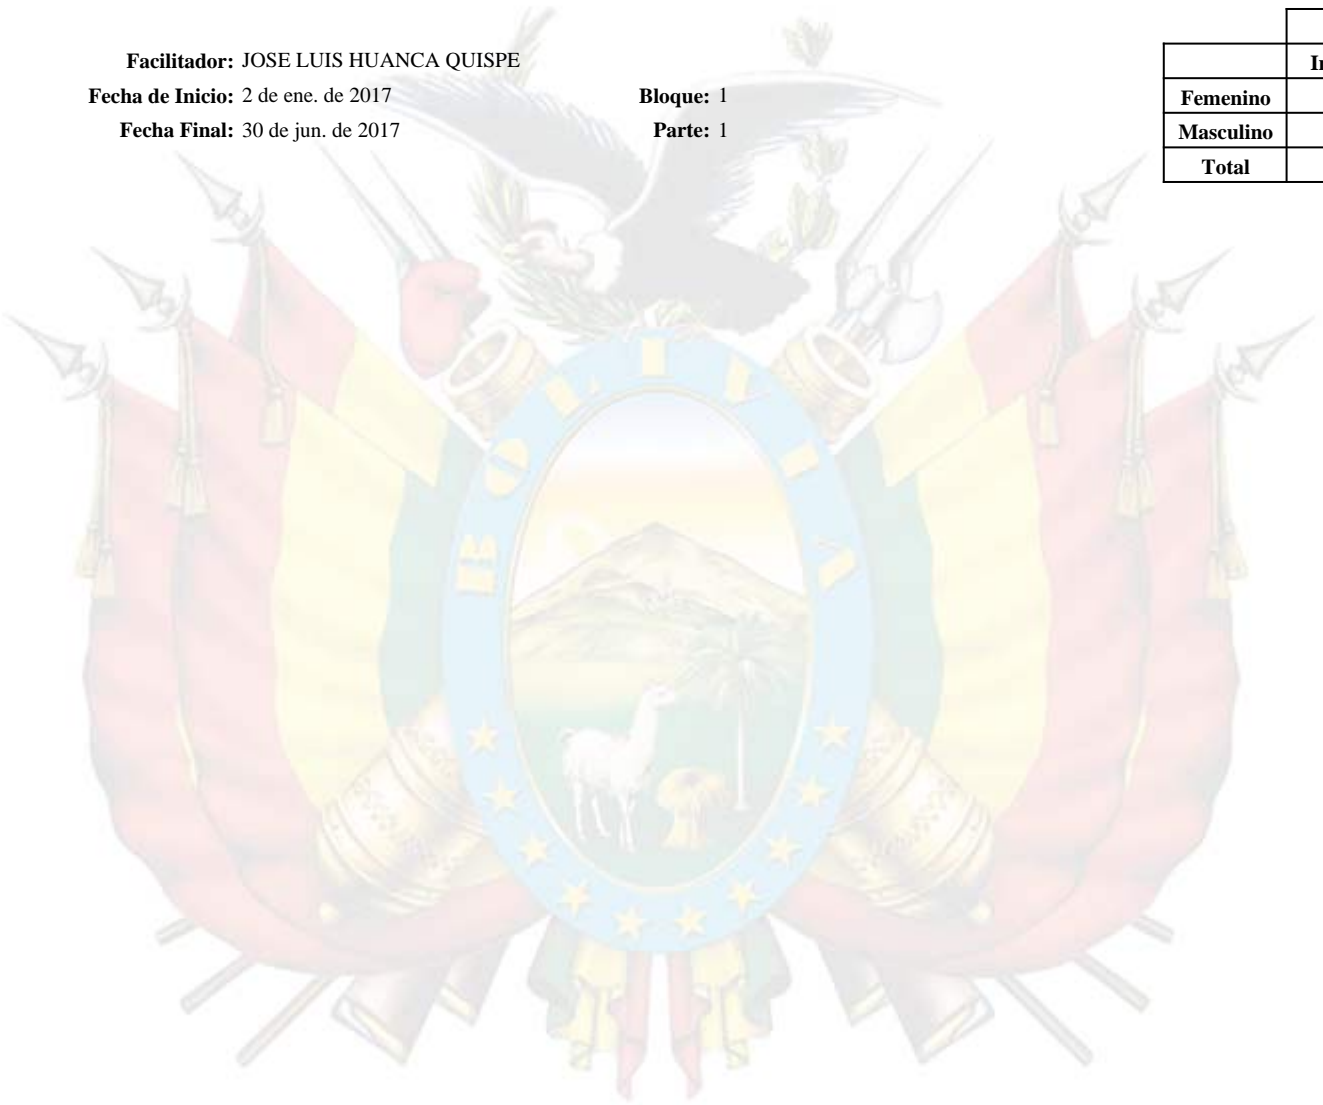 Facilitador: JOSE LUIS HUANCA QUISPE
Fecha de Inicio: 2 de ene. de 2017 Bloque: 1
Fecha Final: 30 de jun. de 2017 Parte: 1
Femenino
Masculino
Total
BOLIVIA